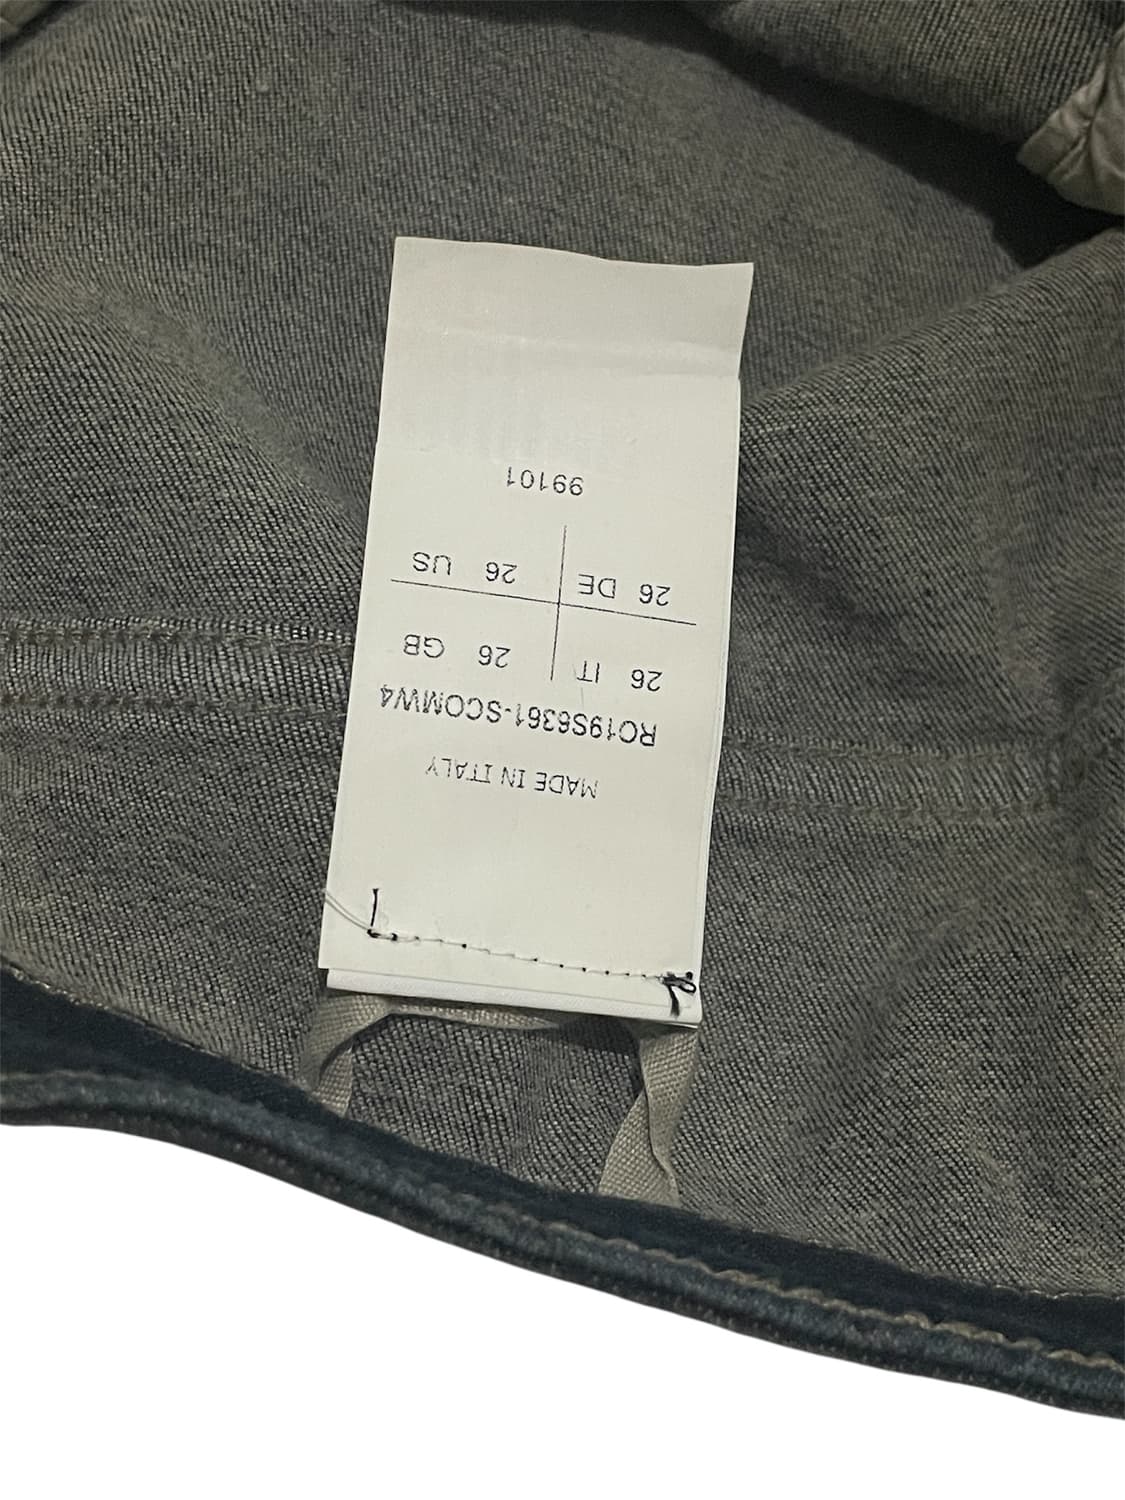 MADE IN ITALY
RO19S6361-SCOMW4
26 IT 26 GB
26 DE 26 US
99101